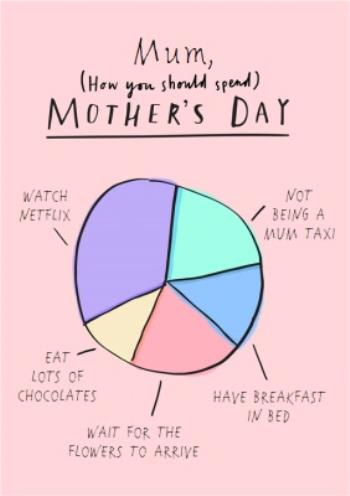 Mum,
(How you should spend)
MOTHER'S DAY
WATCH
NETFLIX
NOT
BEING A
MUM TAXI
EAT
LOTS OF
CHOCOLATES
HAVE BREAKFAST
IN BED
WAIT FOR THE
FLOWERS TO ARRIVE